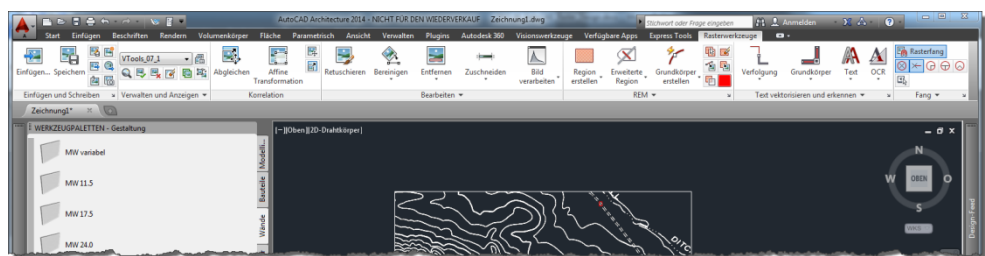 AutoCAD Architecture 2014 - NICHT FÜR DEN WIEDERVERKAUF Zeichnung1.dwg Stichwort oder Frage eingeben Anmelden
Start Einfügen Beschriften Rendern Volumenkörper Fläche Parametrisch Ansicht Verwalten Plugins Autodesk 360 Visionswerkzeuge Verfügbare Apps Express Tools Rasterwerkzeuge
VTools_07_1 Rasterfang
Einfügen... Speichern Abgleichen Affine Transformation Retuschieren Bereinigen Entfernen Zuschneiden Bild verarbeiten Region erstellen Erweiterte Region Grundkörper erstellen Verfolgung Grundkörper Text OCR
Einfügen und Schreiben Verwalten und Anzeigen Korrelation Bearbeiten REM Text vektorisieren und erkennen Fang
Zeichnung1*
WERKZEUGPALETTEN - Gestaltung [−][Oben][2D-Drahtkörper]
MW variabel
MW 11.5
MW 17.5
MW 24.0
Modelli...
Bauteile
Wände
DITC
N
W OBEN O
S
WKS
Design-Feed